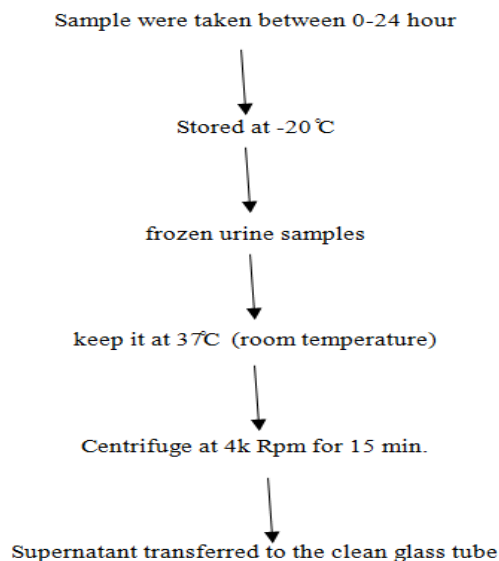 Sample were taken between 0-24 hour
Stored at -20℃
frozen urine samples
keep it at 37℃ (room temperature)
Centrifuge at 4k Rpm for 15 min.
Supernatant transferred to the clean glass tube